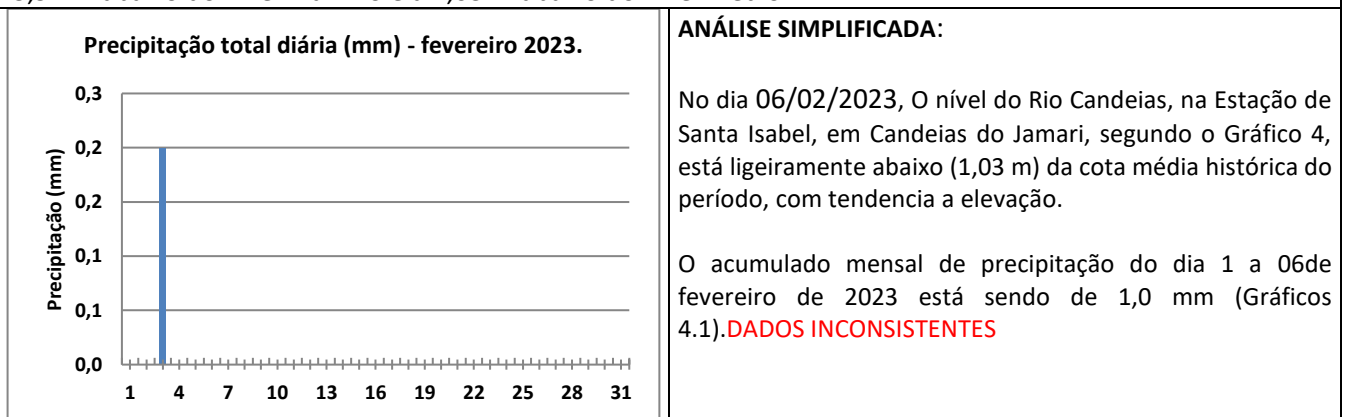 Precipitação total diária (mm) - fevereiro 2023.
Precipitação (mm)
0,3
0,2
0,2
0,1
0,1
0,0
1 4 7 10 13 16 19 22 25 28 31
ANÁLISE SIMPLIFICADA:
No dia 06/02/2023, O nível do Rio Candeias, na Estação de
Santa Isabel, em Candeias do Jamari, segundo o Gráfico 4,
está ligeiramente abaixo (1,03 m) da cota média histórica do
período, com tendencia a elevação.
O acumulado mensal de precipitação do dia 1 a 06de
fevereiro de 2023 está sendo de 1,0 mm (Gráficos
4.1).DADOS INCONSISTENTES